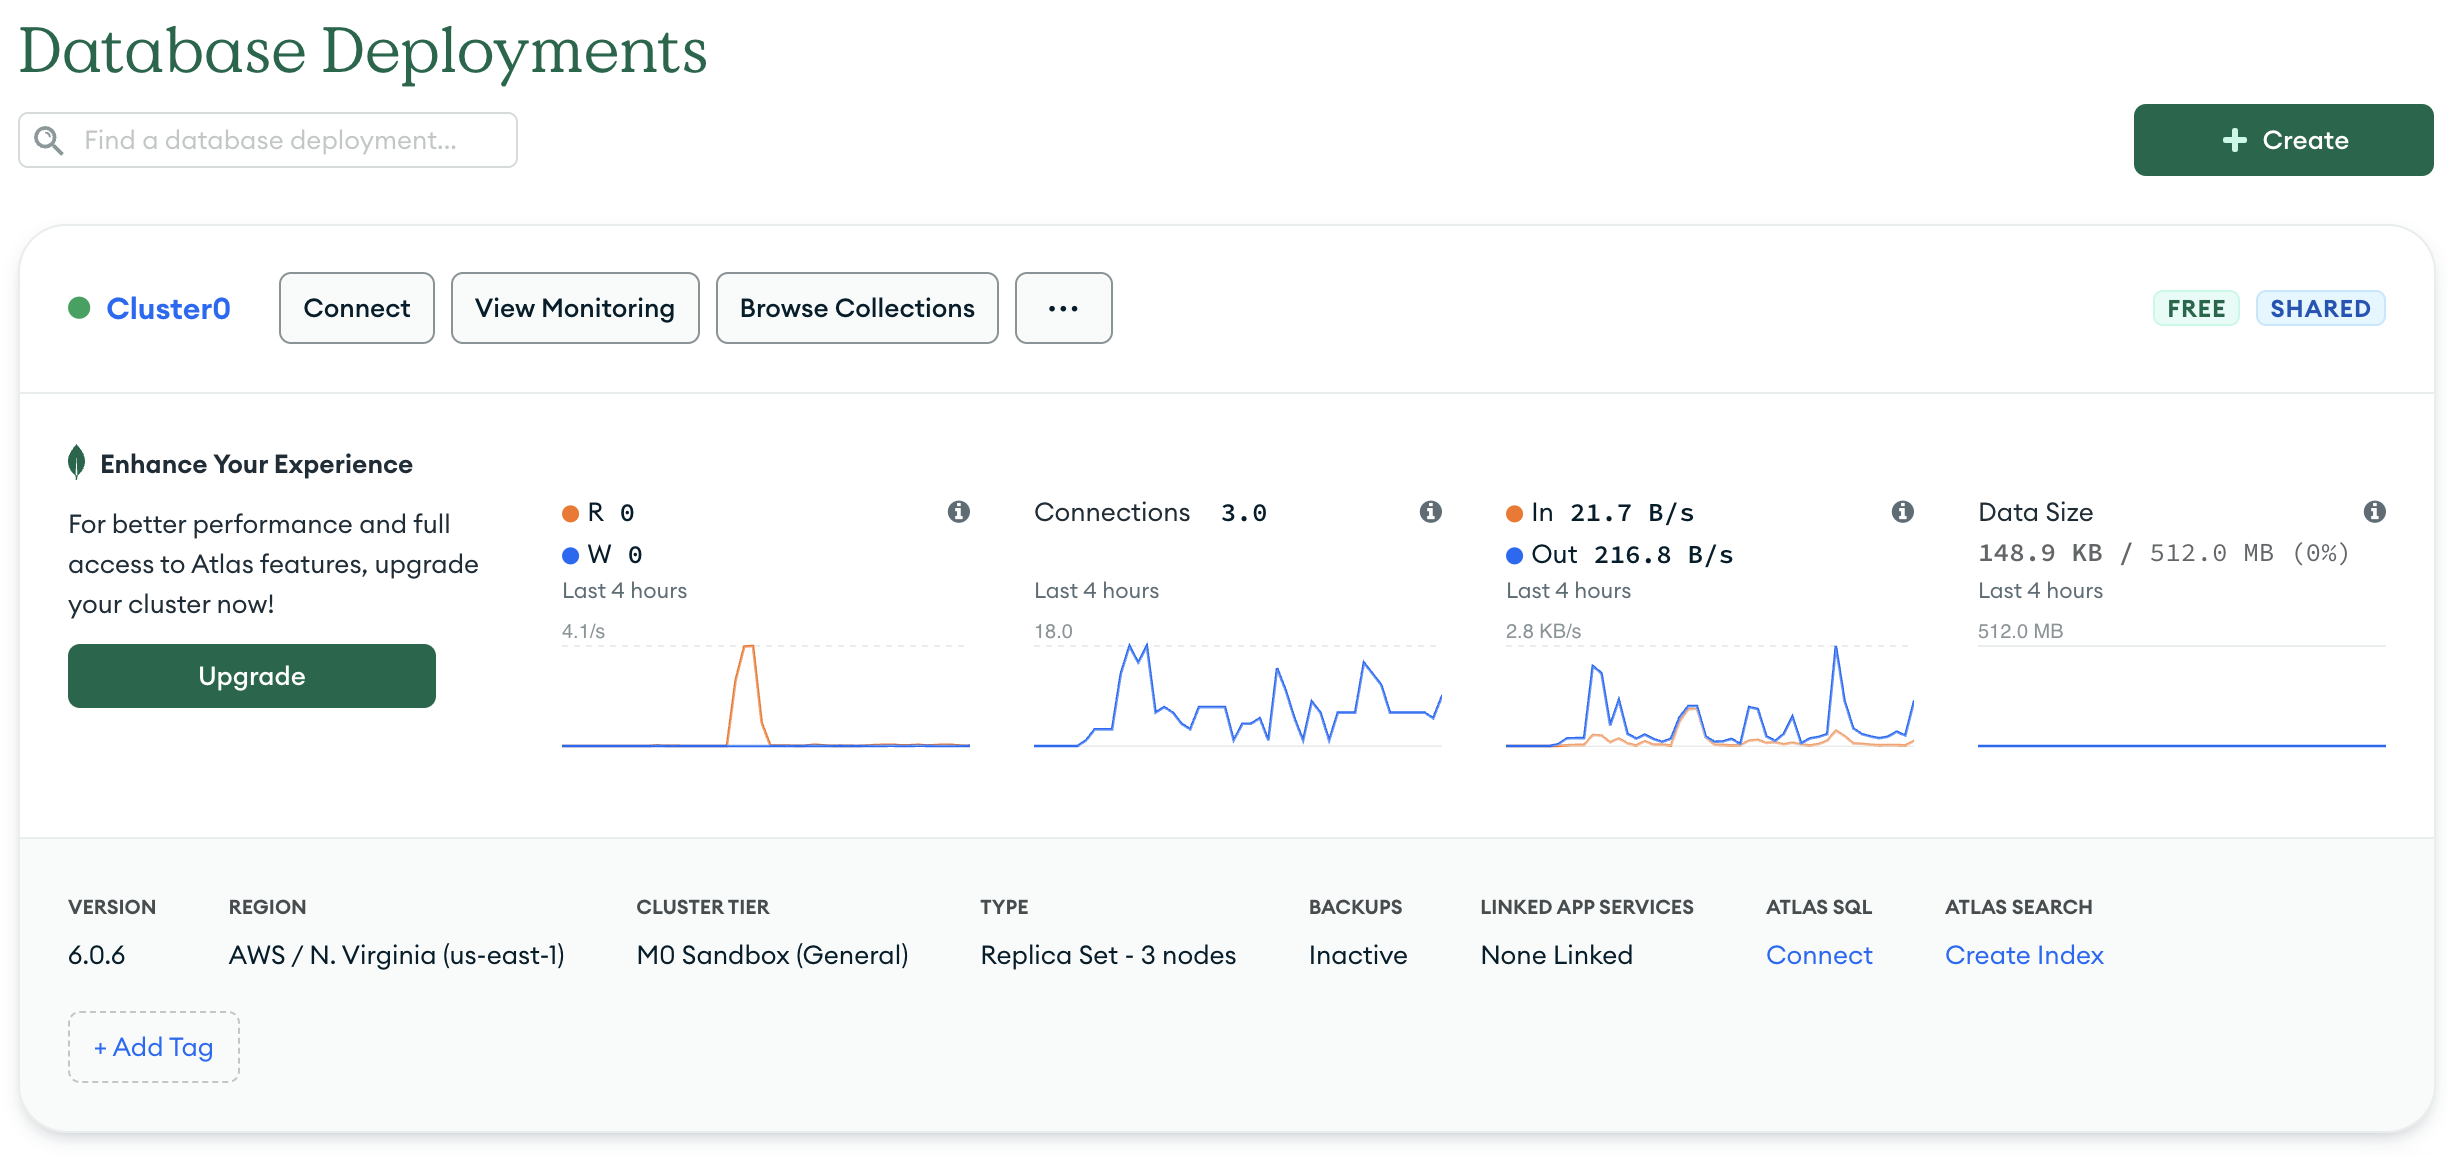 Database Deployments
Find a database deployment...
+ Create
Cluster0
Connect
View Monitoring
Browse Collections
...
FREE
SHARED
Enhance Your Experience
For better performance and full
access to Atlas features, upgrade
your cluster now!
Upgrade
R 0
W 0
Last 4 hours
4.1/s
Connections 3.0
Last 4 hours
18.0
In 21.7 B/s
Out 216.8 B/s
Last 4 hours
2.8 KB/s
Data Size
148.9 KB / 512.0 MB (0%)
Last 4 hours
512.0 MB
VERSION
6.0.6
REGION
AWS / N. Virginia (us-east-1)
CLUSTER TIER
M0 Sandbox (General)
TYPE
Replica Set - 3 nodes
BACKUPS
Inactive
LINKED APP SERVICES
None Linked
ATLAS SQL
Connect
ATLAS SEARCH
Create Index
+ Add Tag